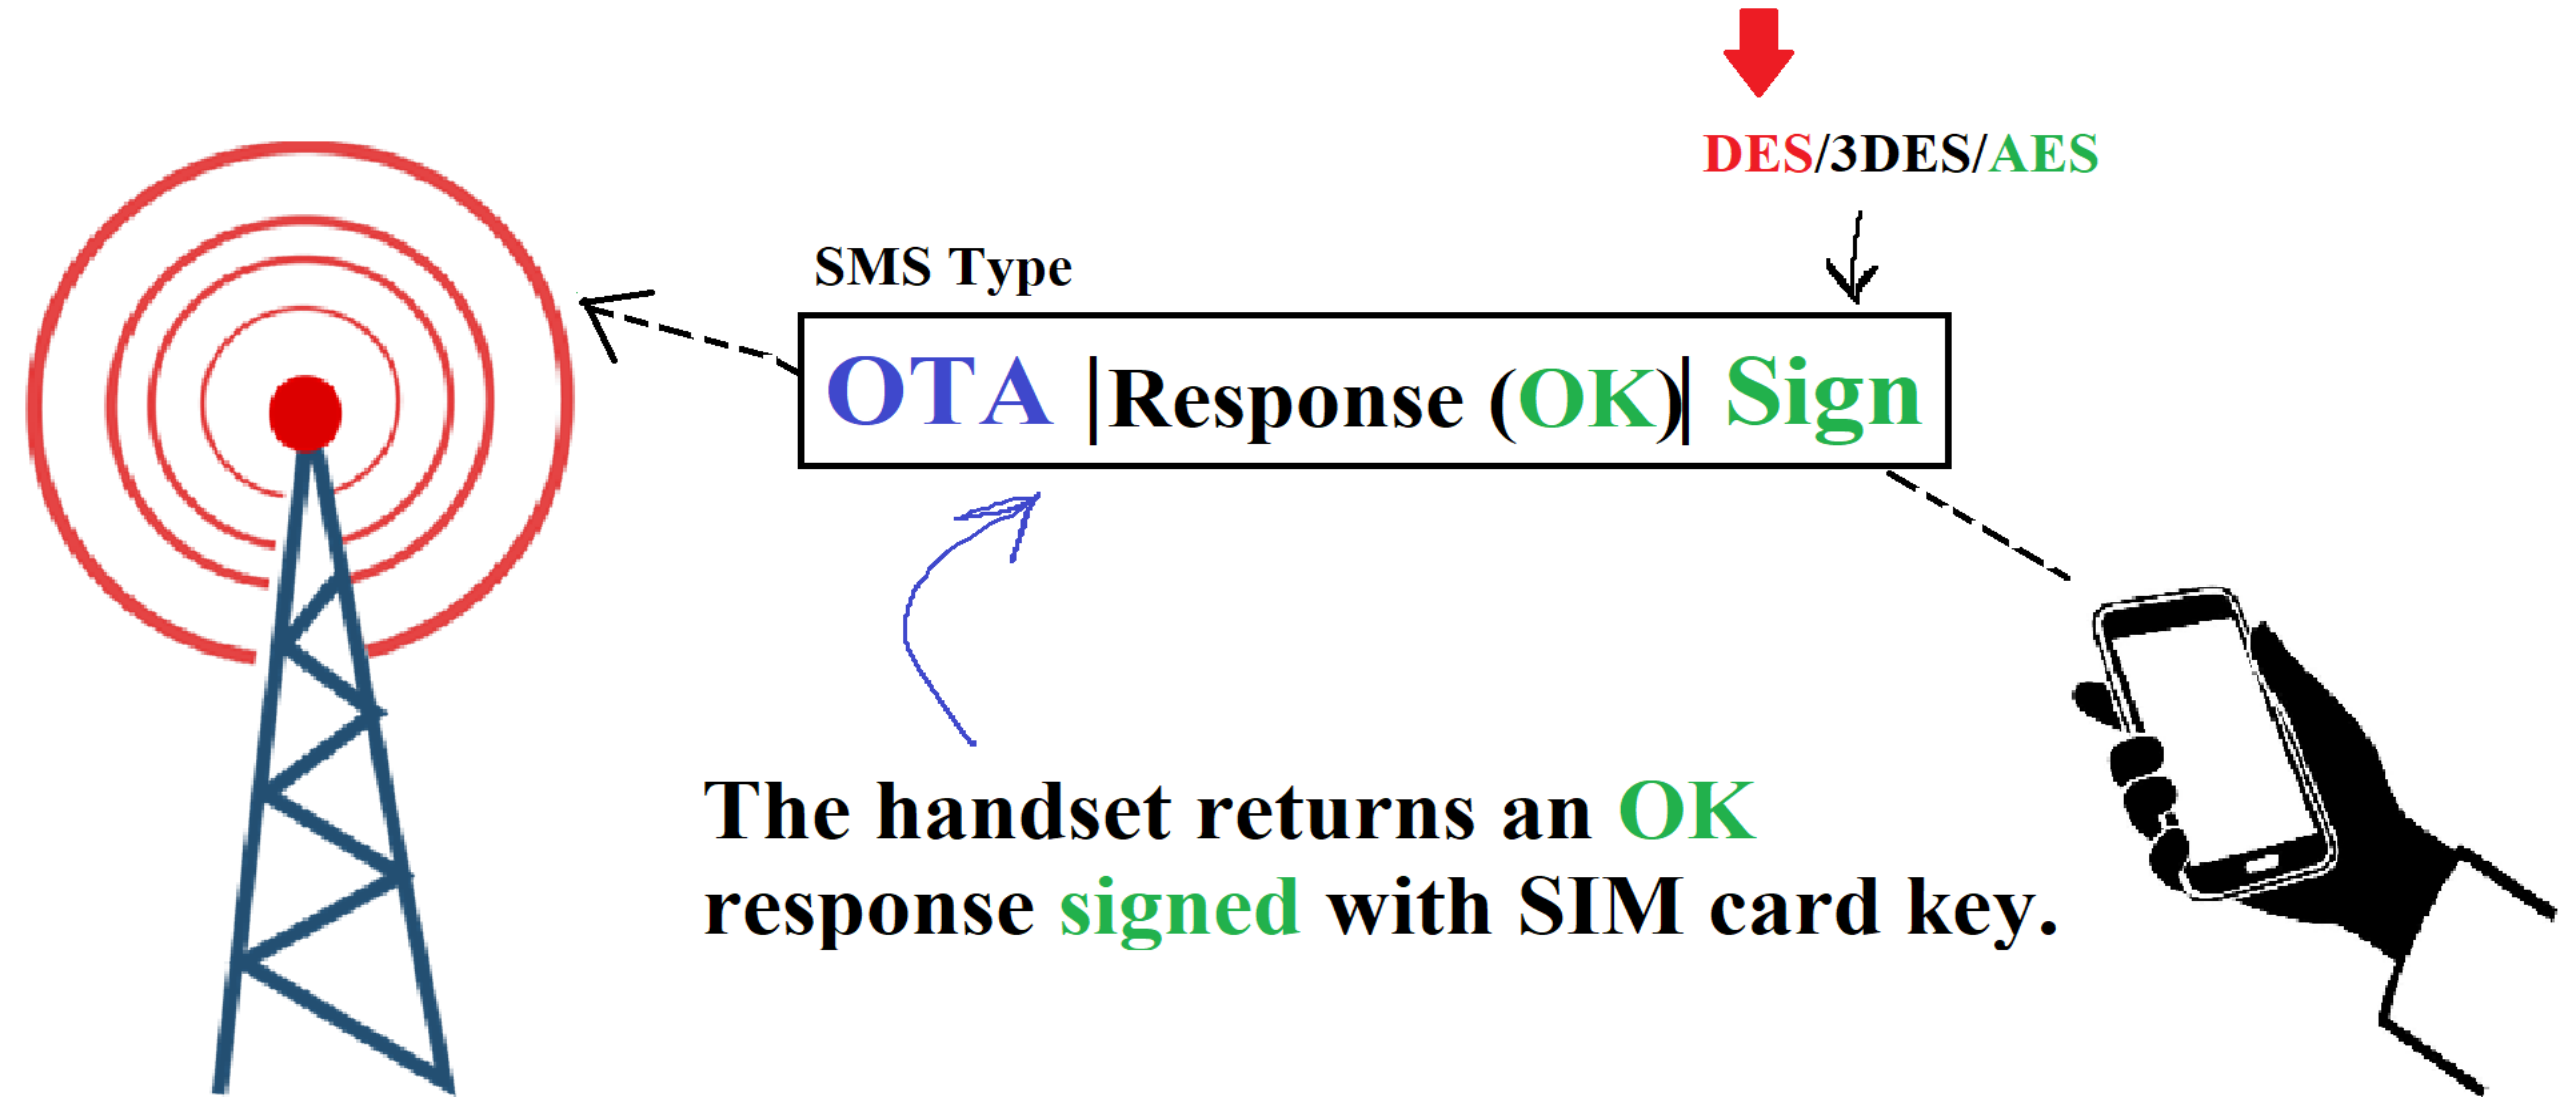 DES/3DES/AES
SMS Type
OTA |Response (OK)| Sign
The handset returns an OK
response signed with SIM card key.